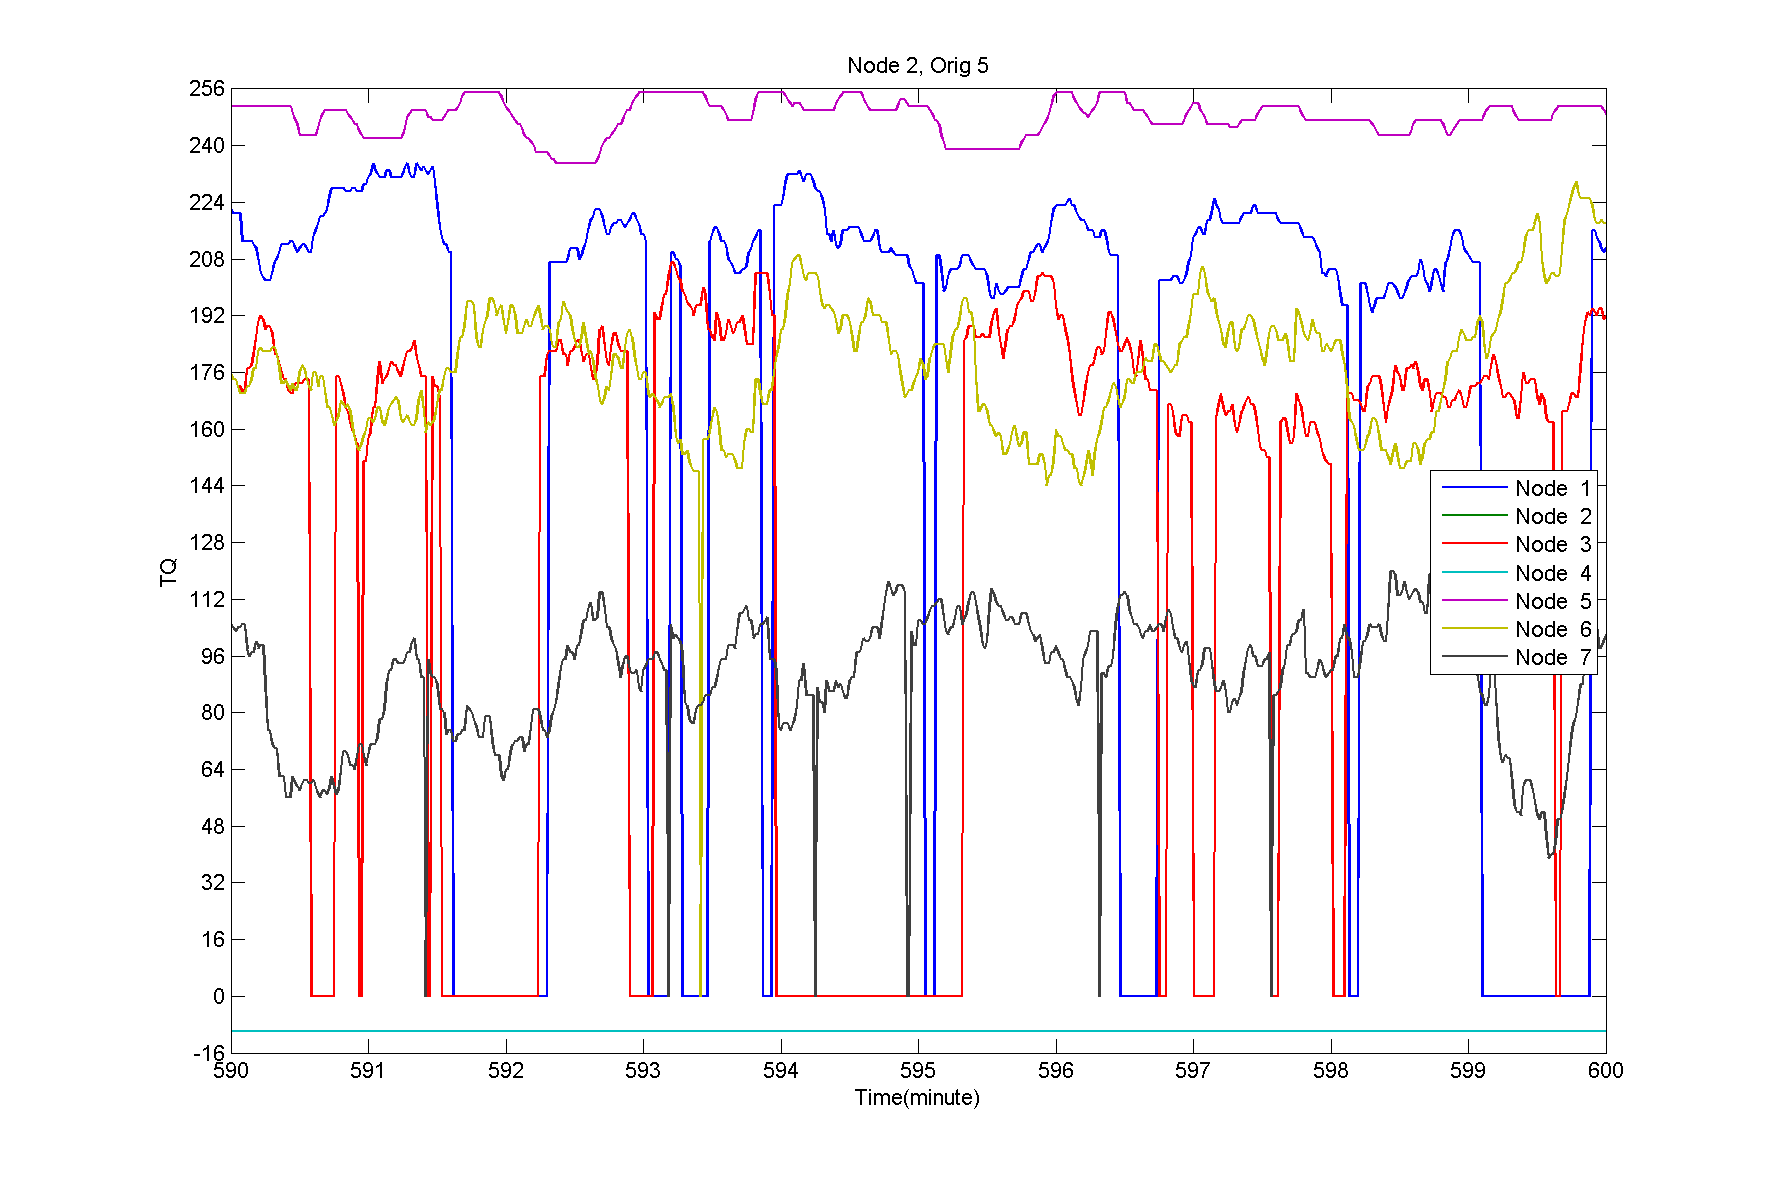 Node 2, Orig 5
256
240
224
208
192
176
160
144
128
112
96
80
64
48
32
16
0
-16
TQ
Node 1
Node 2
Node 3
Node 4
Node 5
Node 6
Node 7
590 591 592 593 594 595 596 597 598 599 600
Time(minute)